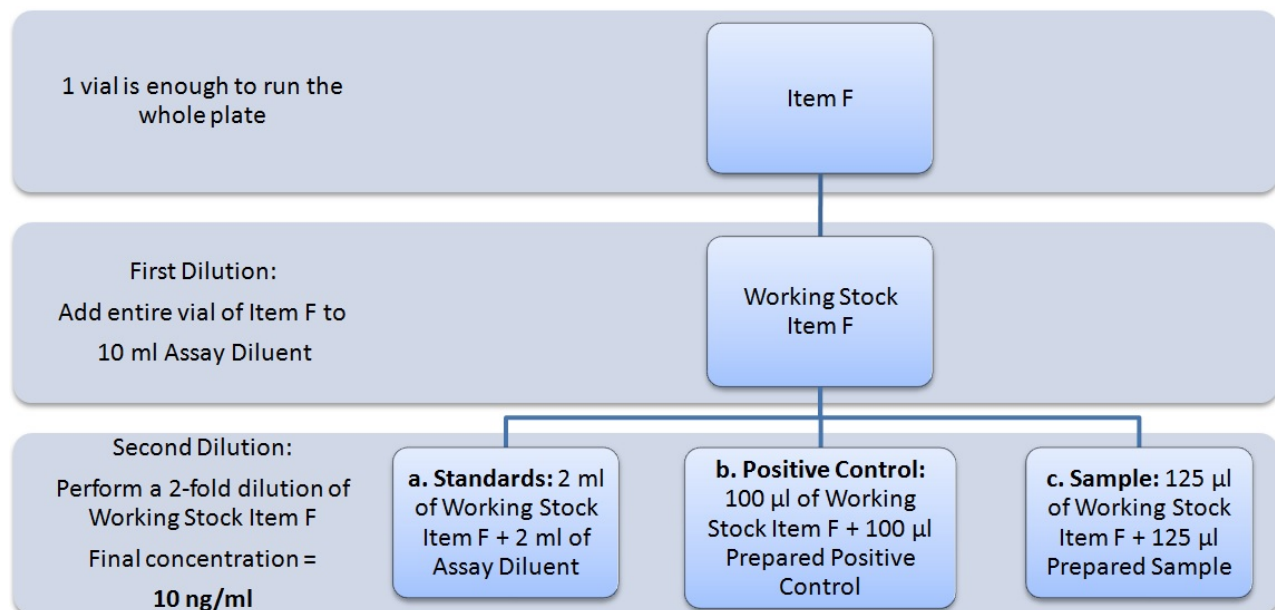 1 vial is enough to run the
whole plate
Item F
First Dilution:
Add entire vial of Item F to
10 ml Assay Diluent
Working Stock
Item F
Second Dilution:
Perform a 2-fold dilution of
Working Stock Item F
Final concentration =
10 ng/ml
a. Standards: 2 ml
of Working Stock
Item F + 2 ml of
Assay Diluent
b. Positive Control:
100 µl of Working
Stock Item F + 100 µl
Prepared Positive
Control
c. Sample: 125 µl
of Working Stock
Item F + 125 µl
Prepared Sample